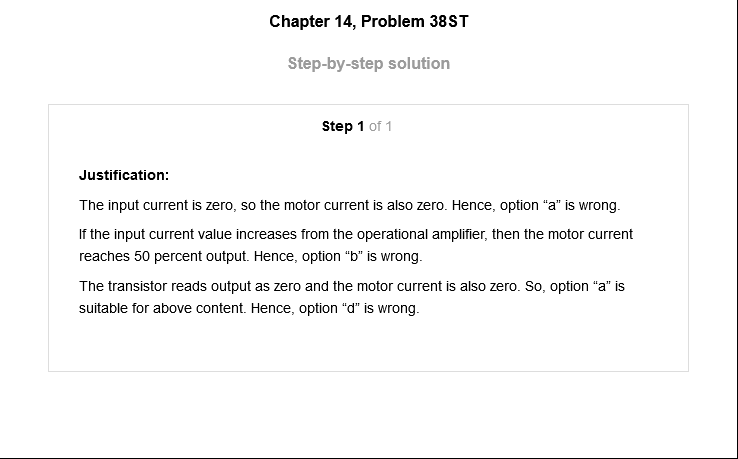 Chapter 14, Problem 38ST
Step-by-step solution
Step 1 of 1
Justification:
The input current is zero, so the motor current is also zero. Hence, option “a” is wrong.
If the input current value increases from the operational amplifier, then the motor current
reaches 50 percent output. Hence, option “b” is wrong.
The transistor reads output as zero and the motor current is also zero. So, option “a” is
suitable for above content. Hence, option “d” is wrong.